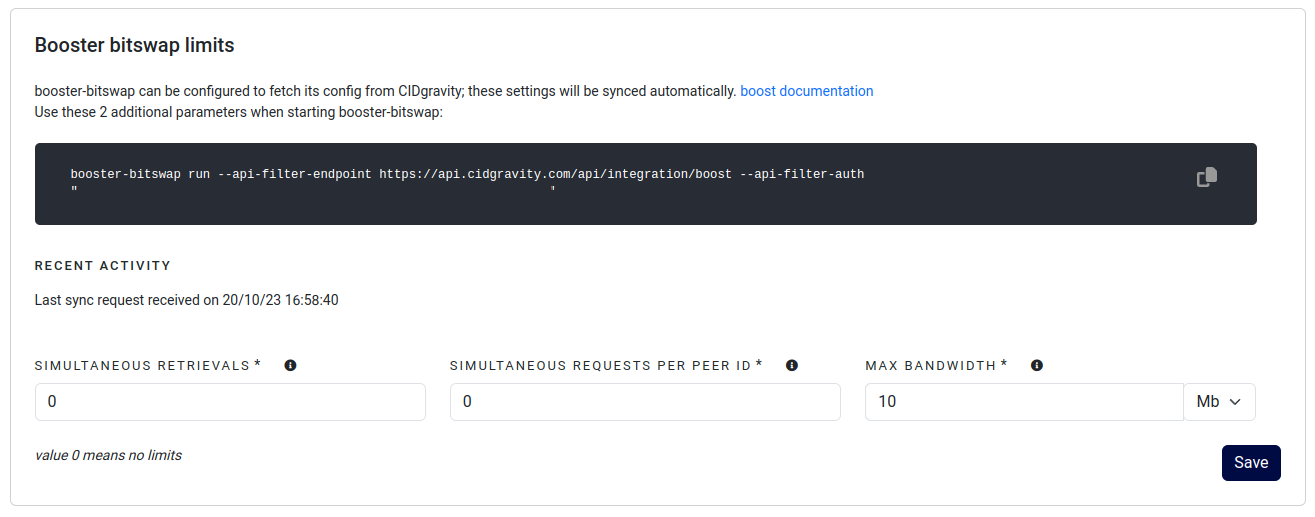 Booster bitswap limits
booster-bitswap can be configured to fetch its config from CIDgravity; these settings will be synced automatically. boost documentation
Use these 2 additional parameters when starting booster-bitswap:
booster-bitswap run --api-filter-endpoint https://api.cidgravity.com/api/integration/boost --api-filter-auth
" '
RECENT ACTIVITY
Last sync request received on 20/10/23 16:58:40
SIMULTANEOUS RETRIEVALS * SIMULTANEOUS REQUESTS PER PEER ID * MAX BANDWIDTH *
0 0 10 Mb
value 0 means no limits
Save